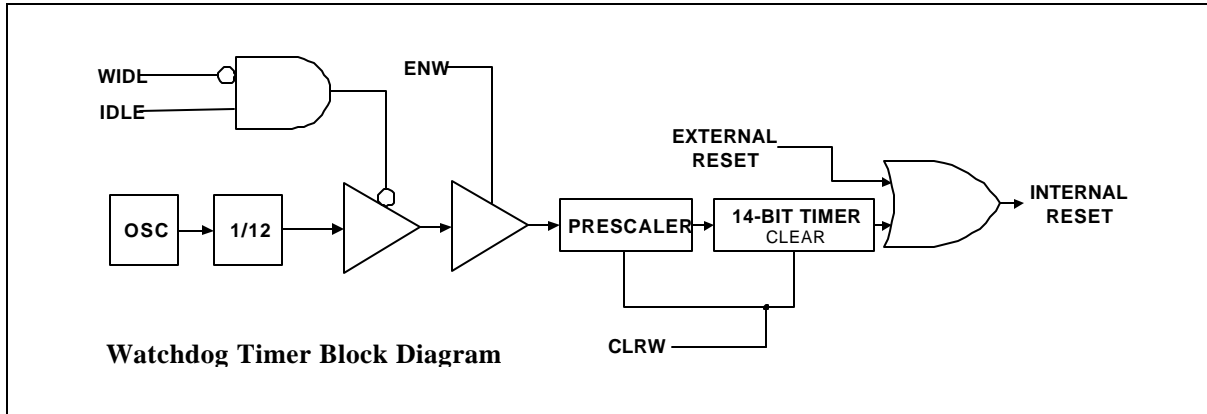 WIDL
IDLE
ENW
EXTERNAL
RESET
OSC
1/12
PRESCALER
14-BIT TIMER
CLEAR
INTERNAL
RESET
CLRW
Watchdog Timer Block Diagram